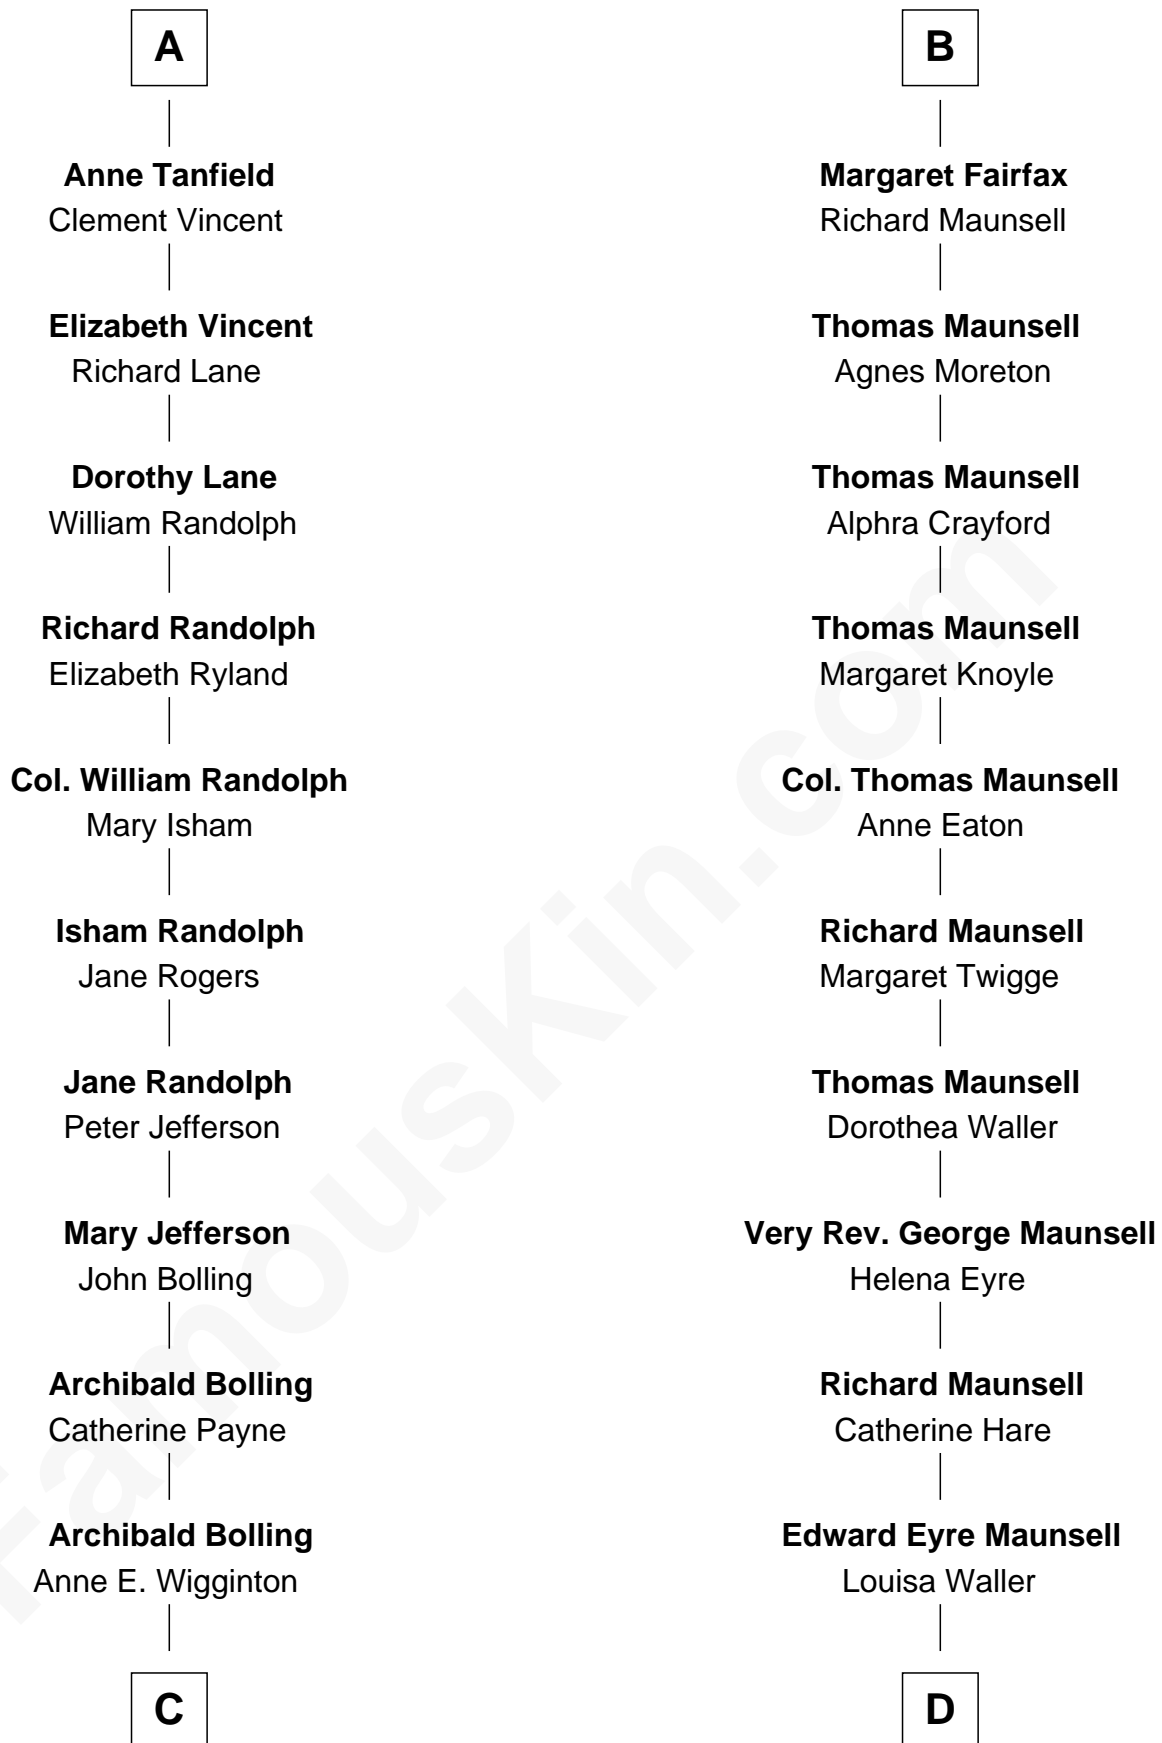 A
Anne Tanfield
Clement Vincent
Elizabeth Vincent
Richard Lane
Dorothy Lane
William Randolph
Richard Randolph
Elizabeth Ryland
Col. William Randolph
Mary Isham
Isham Randolph
Jane Rogers
Jane Randolph
Peter Jefferson
Mary Jefferson
John Bolling
Archibald Bolling
Catherine Payne
Archibald Bolling
Anne E. Wigginton
C
B
Margaret Fairfax
Richard Maunsell
Thomas Maunsell
Agnes Moreton
Thomas Maunsell
Alphra Crayford
Thomas Maunsell
Margaret Knoyle
Col. Thomas Maunsell
Anne Eaton
Richard Maunsell
Margaret Twigge
Thomas Maunsell
Dorothea Waller
Very Rev. George Maunsell
Helena Eyre
Richard Maunsell
Catherine Hare
Edward Eyre Maunsell
Louisa Waller
D
FamousKin.com